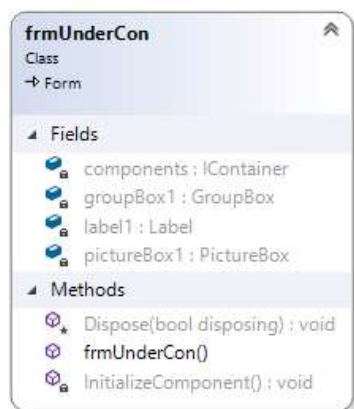 frmUnderCon
Class
Form
Fields
components : IContainer
groupBox1 : GroupBox
label1 : Label
pictureBox1 : PictureBox
Methods
Dispose(bool disposing) : void
frmUnderCon()
InitializeComponent() : void